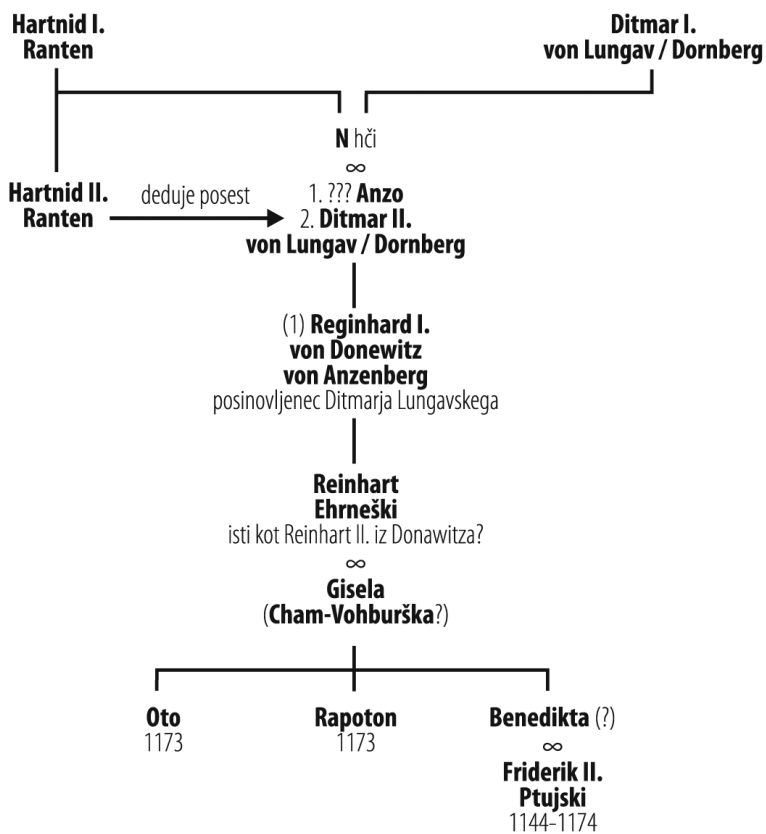 Hartnid I.
Ranten
Ditmar I.
von Lungav / Dornberg
N hči
∞
Hartnid II.
Ranten
deduje posest
1. ??? Anzo
2. Ditmar II.
von Lungav / Dornberg
(1) Reginhard I.
von Donewitz
von Anzenberg
posinovljenec Ditmarja Lungavskega
Reinhart
Ehrneški
isti kot Reinhart II. iz Donawitza?
∞
Gisela
(Cham-Vohburška?)
Oto
1173
Rapoton
1173
Benedikta (?)
∞
Friderik II.
Ptujski
1144-1174